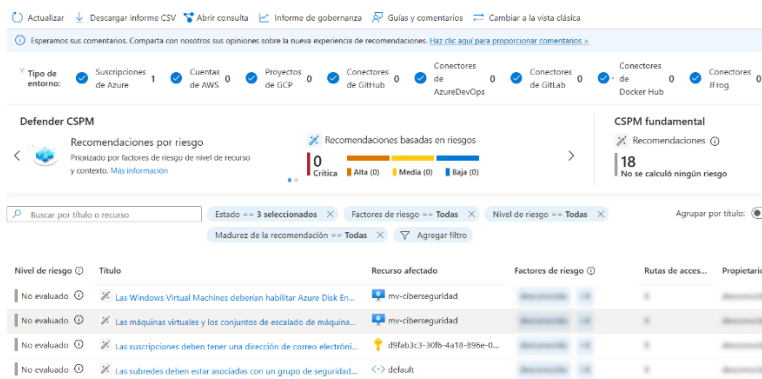 Actualizar Descargar informe CSV Abrir consulta Informe de gobernanza Guías y comentarios Cambiar a la vista clásica
Esperamos sus comentarios. Comparta con nosotros sus opiniones sobre la nueva experiencia de recomendaciones. Haz clic aquí para proporcionar comentarios >
Tipo de entorno: Suscripciones de Azure 1 Cuentas de AWS 0 Proyectos de GCP 0 Conectores de GitHub 0 Conectores de AzureDevOps 0 Conectores de GitLab 0 Conectores de Docker Hub 0 Conectores JFrog 0
Defender CSPM
Recomendaciones por riesgo
Priorizado por factores de riesgo de nivel de recurso
y contexto. Más información
Recomendaciones basadas en riesgos
0
Crítica Alta (0) Media (0) Baja (0)
CSPM fundamental
Recomendaciones
18
No se calculó ningún riesgo
Buscar por título o recurso Estado == 3 seleccionados Factores de riesgo == Todas Nivel de riesgo == Todas Agrupar por título:
Madurez de la recomendación == Todas Agregar filtro
Nivel de riesgo Título Recurso afectado Factores de riesgo Rutas de acces... Propietario
No evaluado Las Windows Virtual Machines deberían habilitar Azure Disk En... mv-ciberseguridad
No evaluado Las máquinas virtuales y los conjuntos de escalado de máquina... mv-ciberseguridad
No evaluado Las suscripciones deben tener una dirección de correo electróni... d9fab3c3-30f6-4a18-896e-0...
No evaluado Las subredes deben estar asociadas con un grupo de seguridad... default